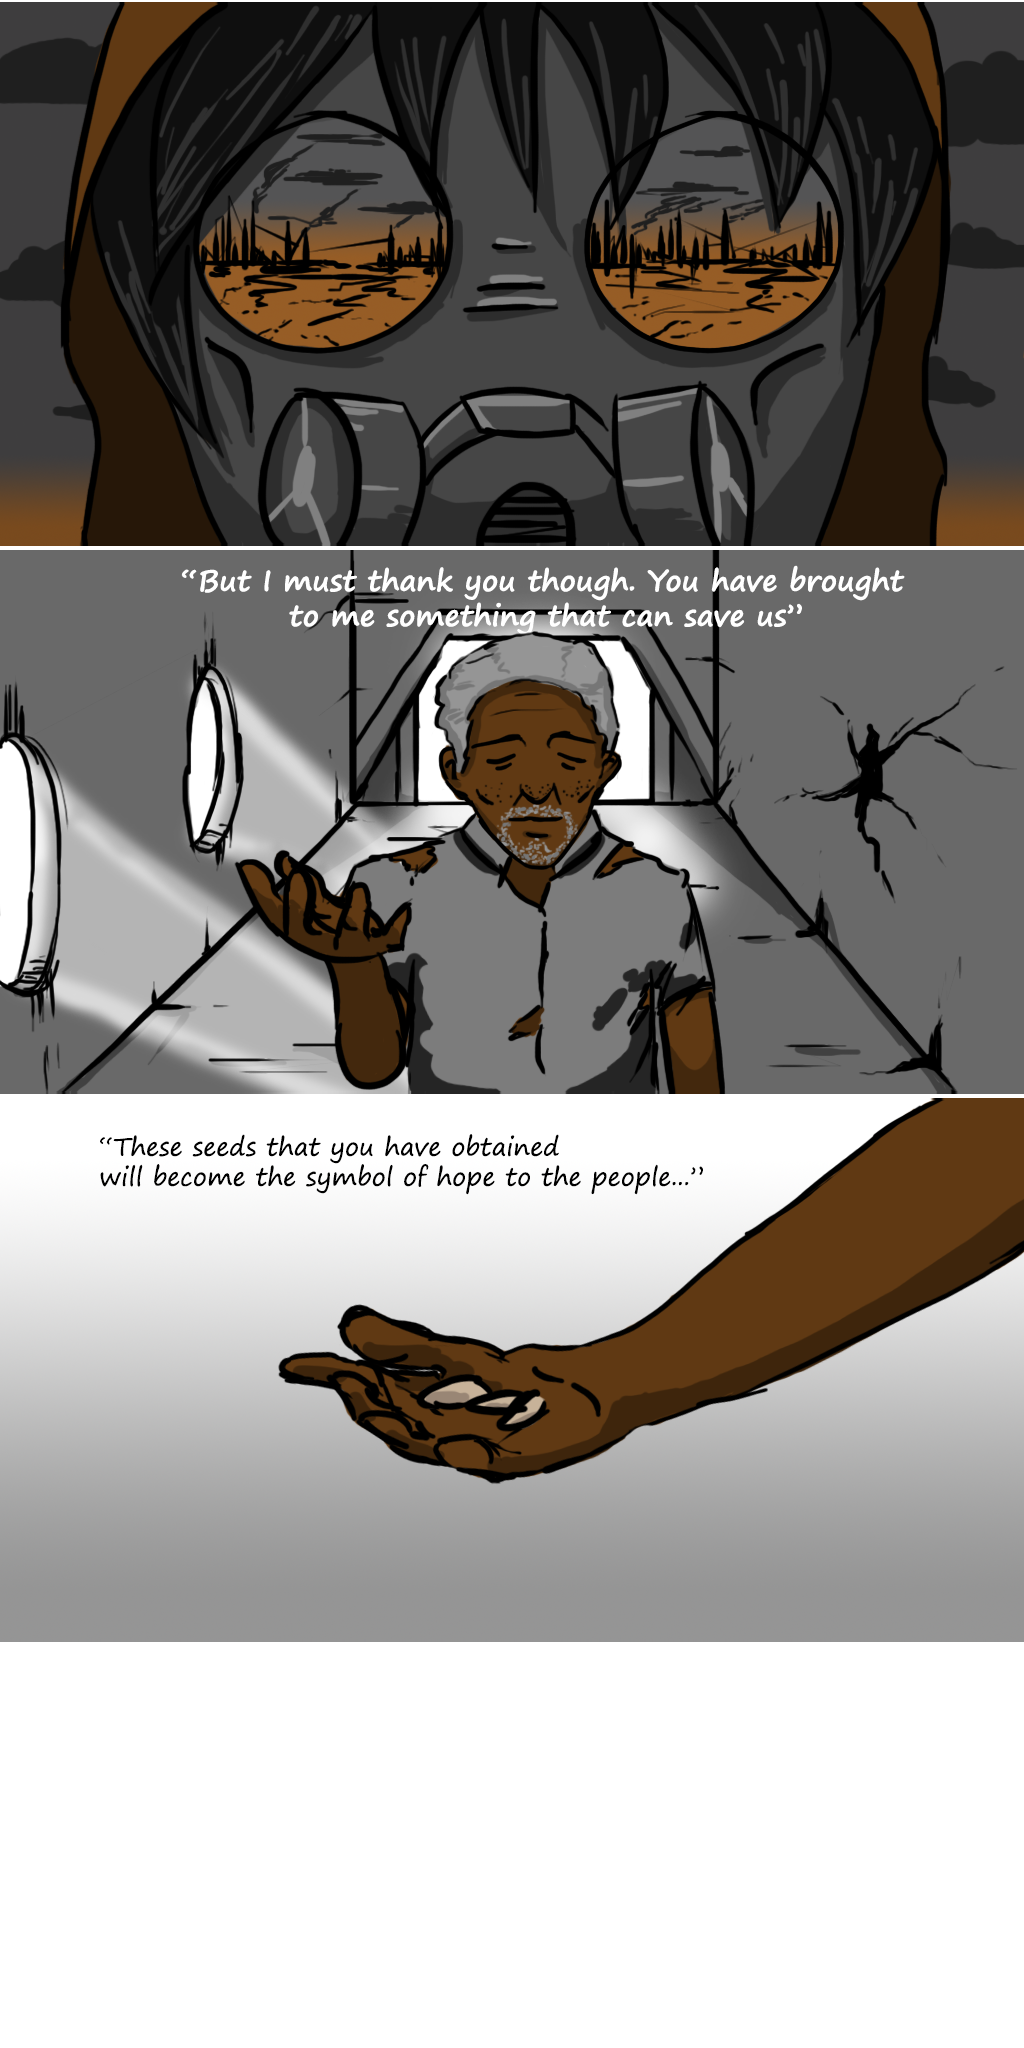 “But I must thank you though. You have brought
to me something that can save us”
“These seeds that you have obtained
will become the symbol of hope to the people...”